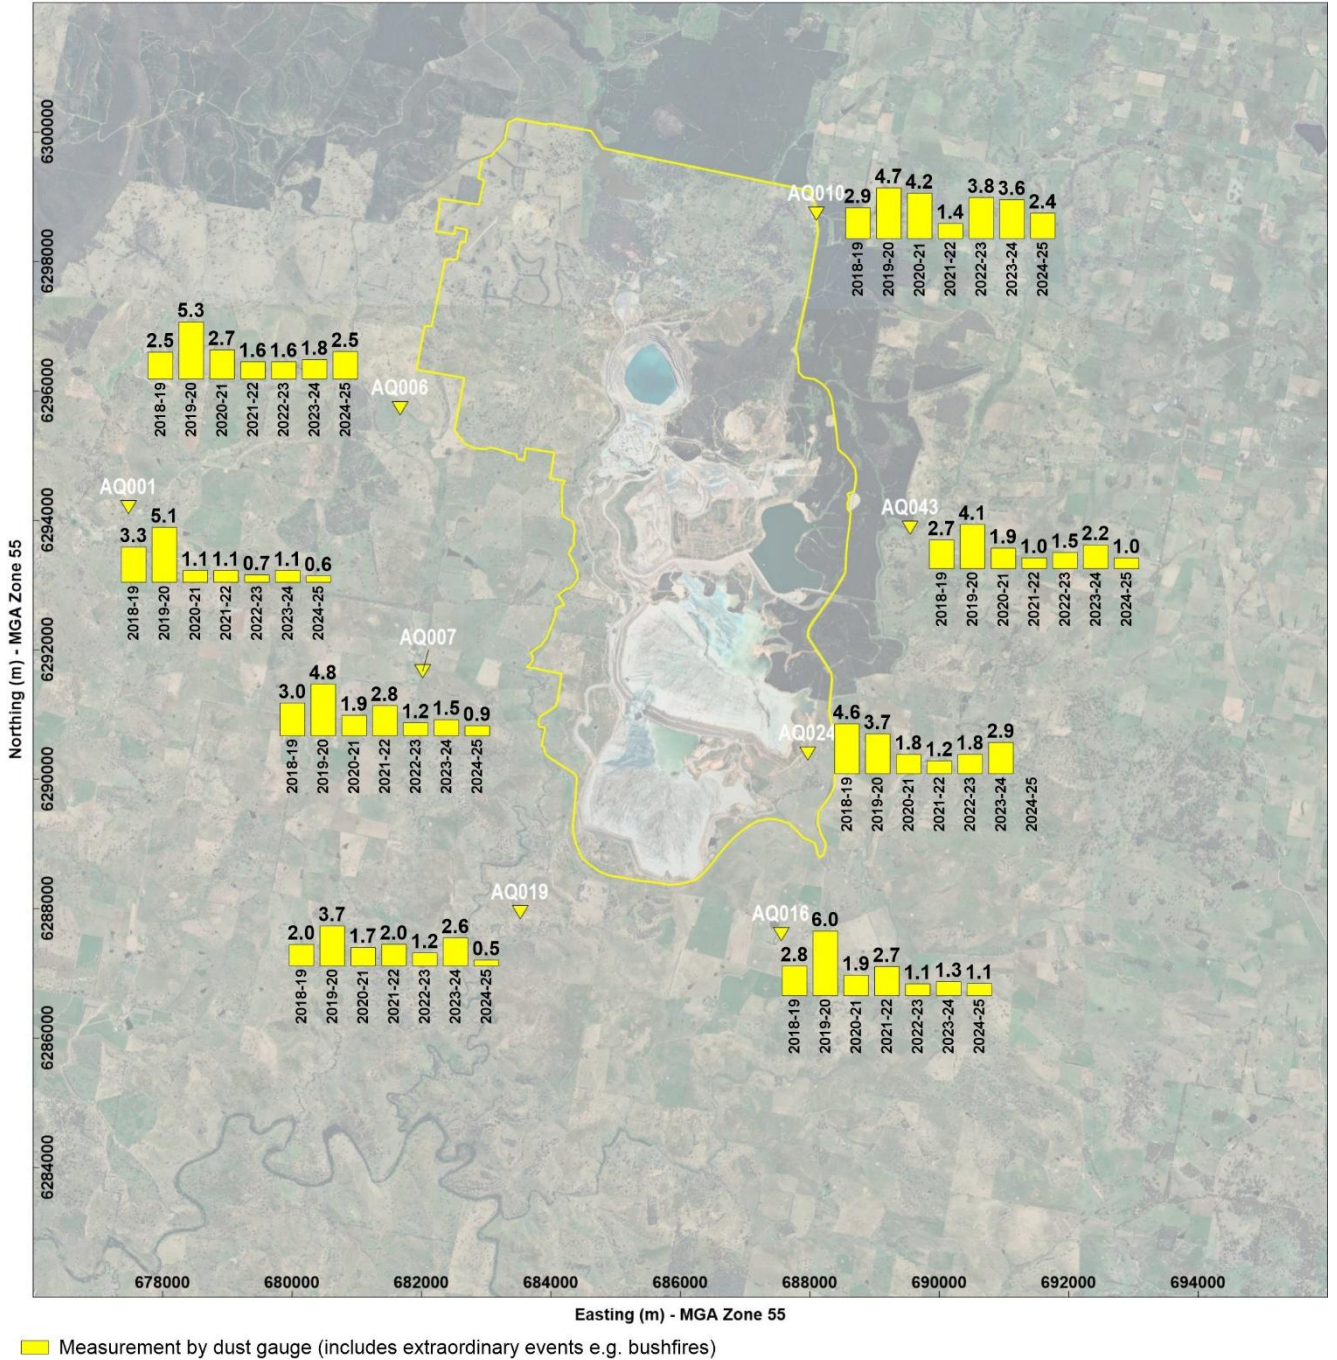 6300000
AQ010
2.9 4.7 4.2 1.4 3.8 3.6 2.4
2018-19 2019-20 2020-21 2021-22 2022-23 2023-24 2024-25
6298000
2.5 5.3 2.7 1.6 1.6 1.8 2.5
2018-19 2019-20 2020-21 2021-22 2022-23 2023-24 2024-25
6296000
AQ006
AQ001
3.3 5.1 1.1 1.1 0.7 1.1 0.6
2018-19 2019-20 2020-21 2021-22 2022-23 2023-24 2024-25
6294000
AQ043
2.7 4.1 1.9 1.0 1.5 2.2 1.0
2018-19 2019-20 2020-21 2021-22 2022-23 2023-24 2024-25
6292000
AQ007
3.0 4.8 1.9 2.8 1.2 1.5 0.9
2018-19 2019-20 2020-21 2021-22 2022-23 2023-24 2024-25
Northing (m) - MGA Zone 55
AQ024
4.6 3.7 1.8 1.2 1.8 2.9
2018-19 2019-20 2020-21 2021-22 2022-23 2023-24 2024-25
6290000
6288000
AQ019
2.0 3.7 1.7 2.0 1.2 2.6 0.5
2018-19 2019-20 2020-21 2021-22 2022-23 2023-24 2024-25
AQ016
2.8 6.0 1.9 2.7 1.1 1.3 1.1
2018-19 2019-20 2020-21 2021-22 2022-23 2023-24 2024-25
6286000
6284000
678000 680000 682000 684000 686000 688000 690000 692000 694000
Easting (m) - MGA Zone 55
Measurement by dust gauge (includes extraordinary events e.g. bushfires)